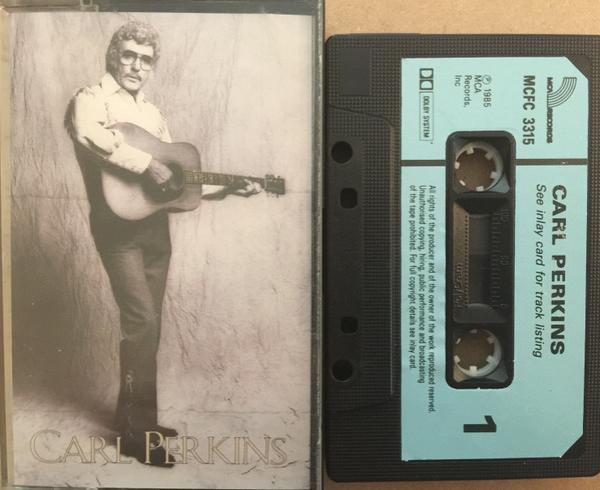 CARL PERKINS
MCA RECORDS
MCFC 3315
℗ 1985
MCA
Records,
Inc
DOLBY SYSTEM
CARL PERKINS
See inlay card for track listing
All rights of the producer and of the owner of the work reproduced reserved.
Unauthorised copying, hiring, public performance and broadcasting
of the tape prohibited. For full copyright details see inlay card.
1